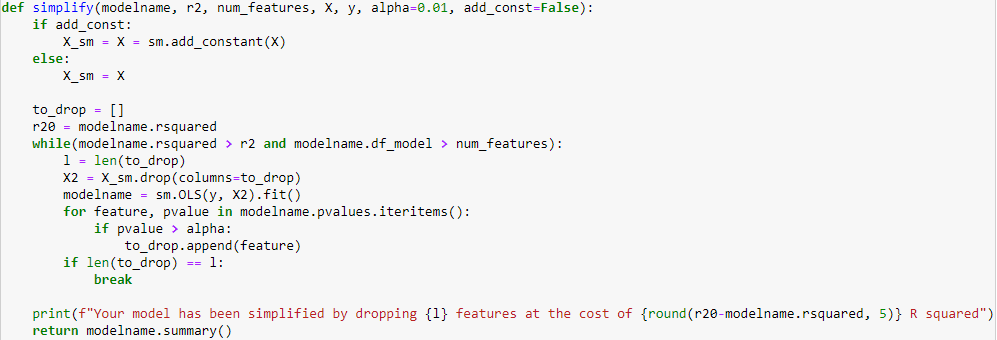 def simplify(modelname, r2, num_features, X, y, alpha=0.01, add_const=False):
    if add_const:
        X_sm = X = sm.add_constant(X)
    else:
        X_sm = X

    to_drop = []
    r20 = modelname.rsquared
    while(modelname.rsquared > r2 and modelname.df_model > num_features):
        l = len(to_drop)
        X2 = X_sm.drop(columns=to_drop)
        modelname = sm.OLS(y, X2).fit()
        for feature, pvalue in modelname.pvalues.iteritems():
            if pvalue > alpha:
                to_drop.append(feature)
        if len(to_drop) == l:
            break

    print(f"Your model has been simplified by dropping {l} features at the cost of {round(r20-modelname.rsquared, 5)} R squared")
    return modelname.summary()